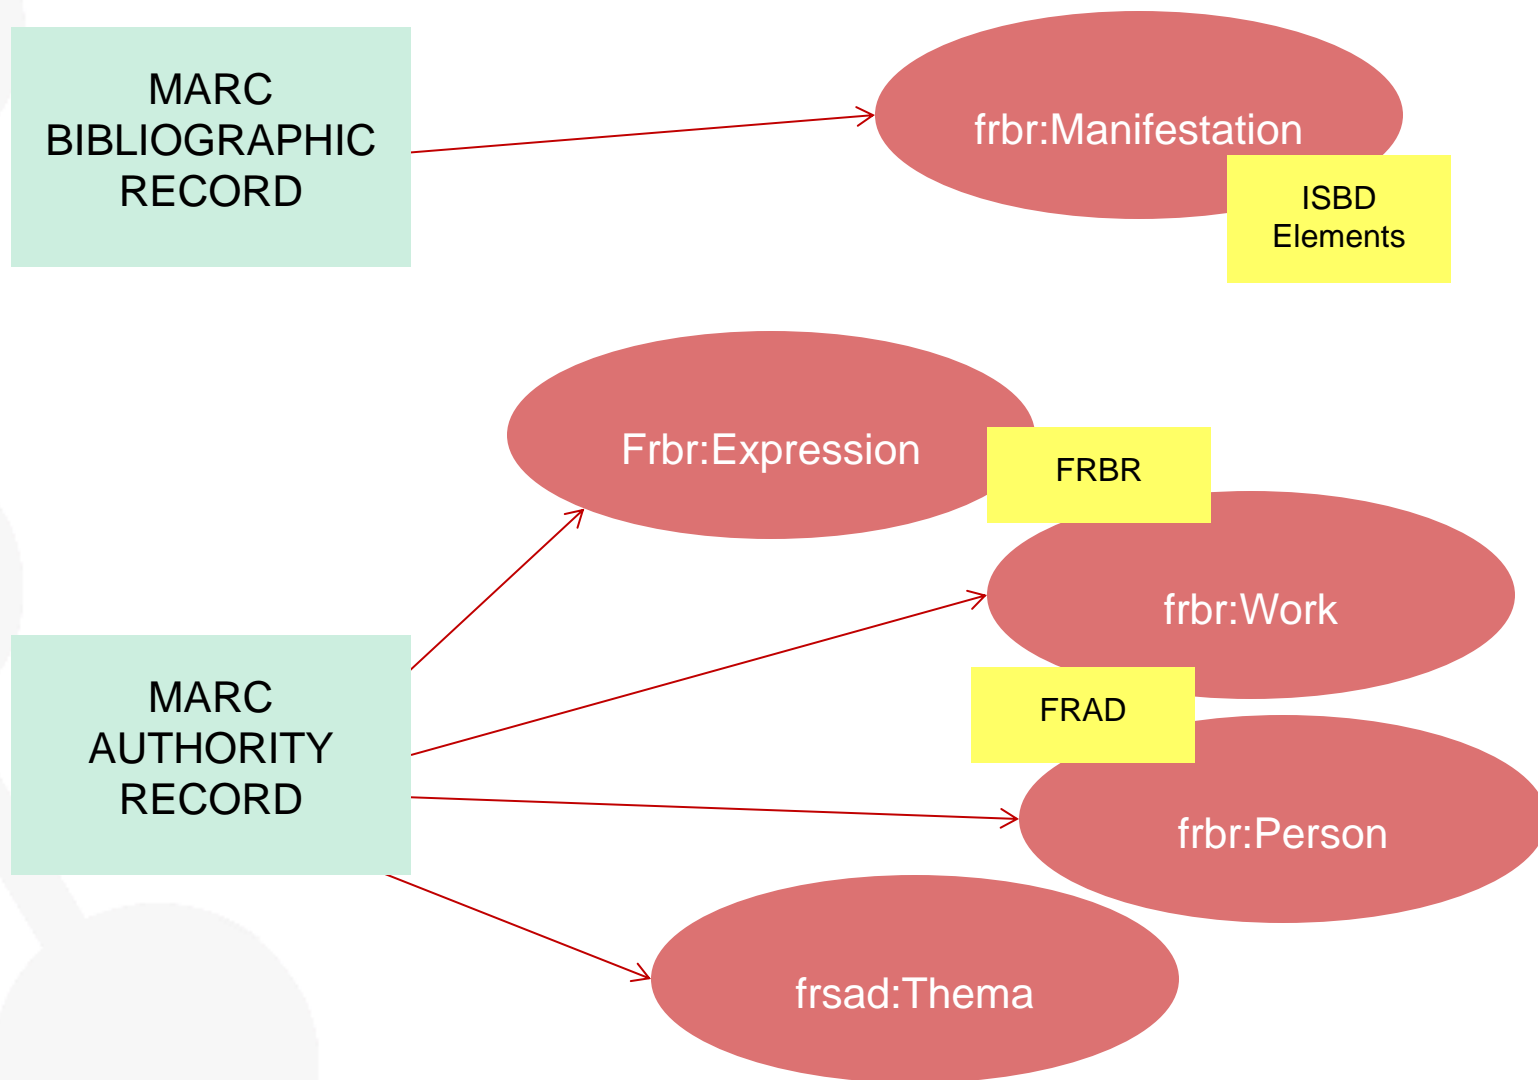 MARC
BIBLIOGRAPHIC
RECORD
frbr:Manifestation
ISBD
Elements
Frbr:Expression
FRBR
frbr:Work
MARC
AUTHORITY
RECORD
FRAD
frbr:Person
frsad:Thema